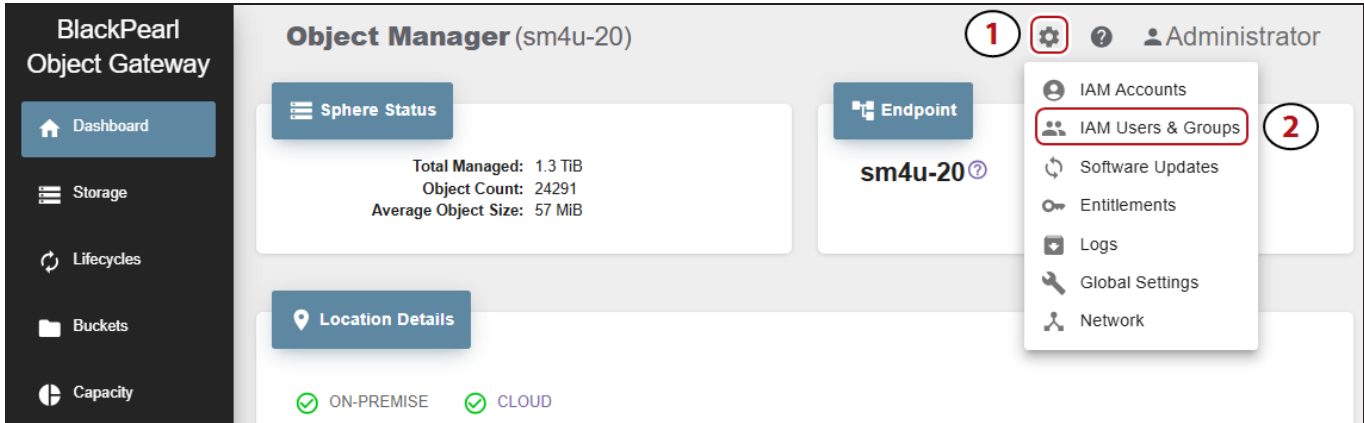 BlackPearl
Object Gateway
Dashboard
Storage
Lifecycles
Buckets
Capacity
Object Manager (sm4u-20)
1
Administrator
Sphere Status
Total Managed: 1.3 TiB
Object Count: 24291
Average Object Size: 57 MiB
Endpoint
sm4u-20
IAM Accounts
IAM Users & Groups
2
Software Updates
Entitlements
Logs
Global Settings
Network
Location Details
ON-PREMISE CLOUD